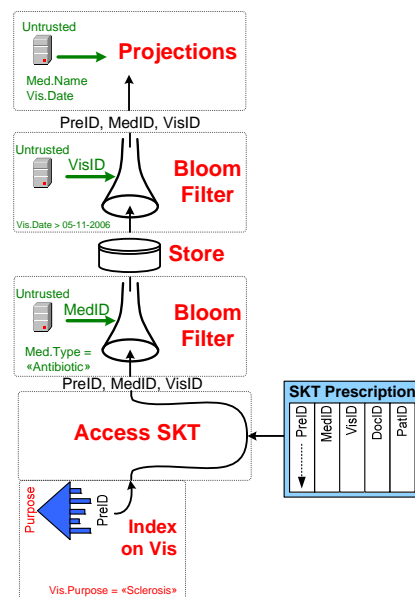 Untrusted
Projections
Med.Name
Vis.Date
PreID, MedID, VisID
Untrusted
VisID
Bloom
Filter
Vis.Date > 05-11-2006
Store
Untrusted
MedID
Bloom
Filter
Med.Type =
«Antibiotic»
PreID, MedID, VisID
SKT Prescription
PreID
MedID
VisID
DocID
PatID
Access SKT
Purpose
PreID
Index
on Vis
Vis.Purpose = «Sclerosis»